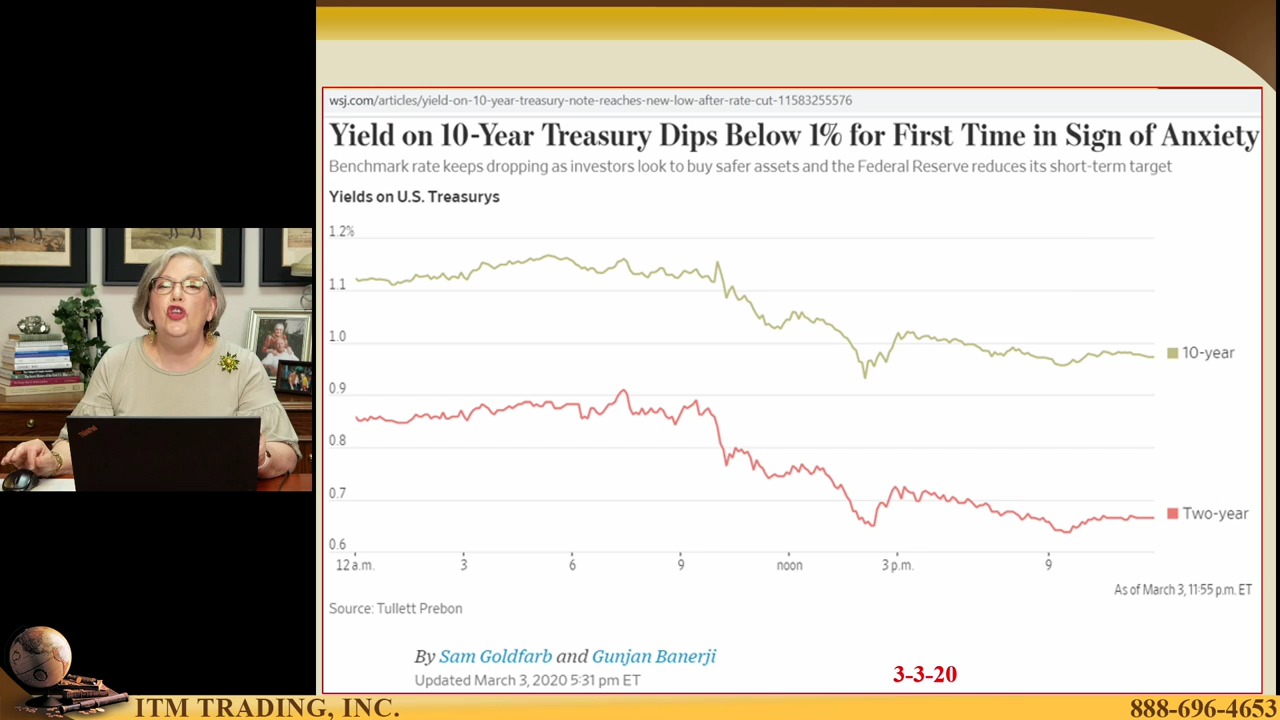 wsj.com/articles/yield-on-10-year-treasury-note-reaches-new-low-after-rate-cut-11583255576
Yield on 10-Year Treasury Dips Below 1% for First Time in Sign of Anxiety
Benchmark rate keeps dropping as investors look to buy safer assets and the Federal Reserve reduces its short-term target
Yields on U.S. Treasurys
1.2%
1.1
1.0
10-year
0.9
0.8
0.7
Two-year
0.6
12 a.m. 3 6 9 noon 3 p.m. 9
As of March 3, 11:55 p.m. ET
Source: Tullett Prebon
By Sam Goldfarb and Gunjan Banerji
Updated March 3, 2020 5:31 pm ET
3-3-20
ThinkPad
ITM TRADING, INC.
888-696-4653